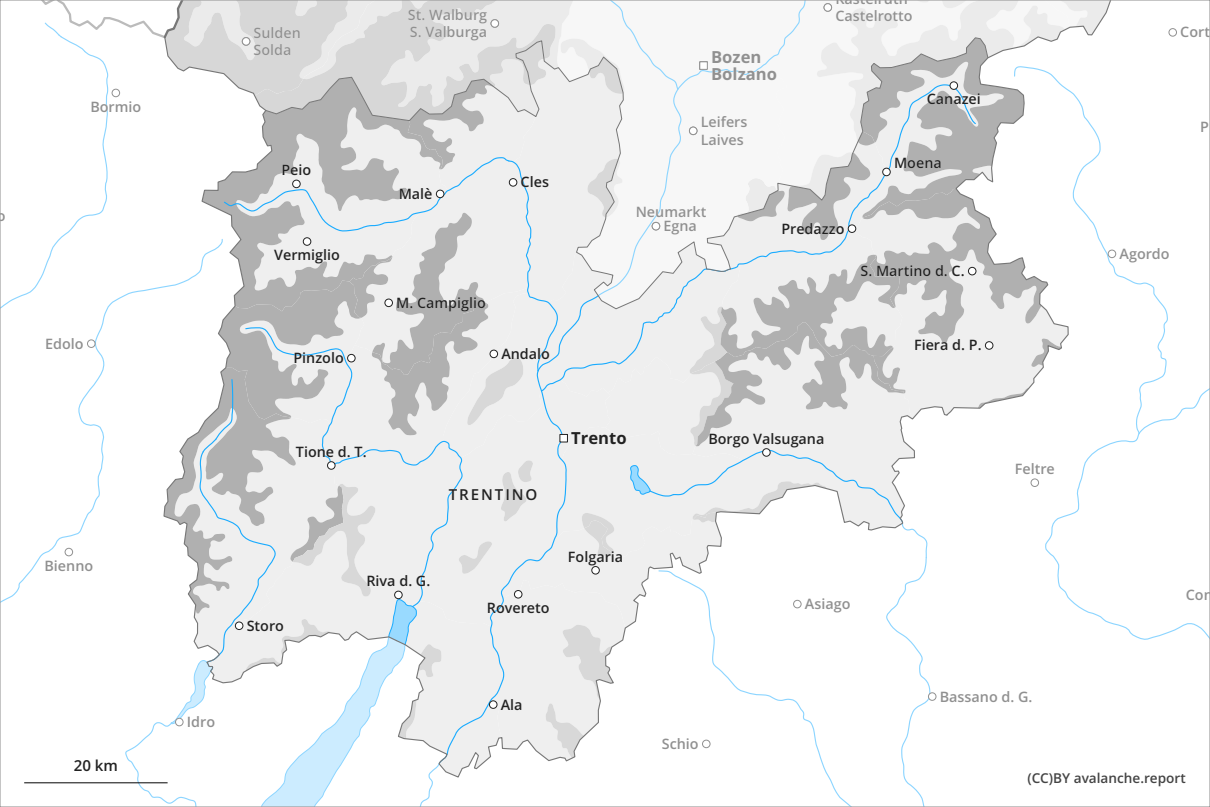 Kastelruth
Castelrotto
St. Walburg
S. Valburga
Sulden
Solda
Cort
Bozen
Bolzano
Bormio
Canazei
Leifers
Laives
P
Moena
Peio
Malè
Cles
Neumarkt
Egna
Predazzo
Vermiglio
Agordo
S. Martino d. C.
M. Campiglio
Edolo
Pinzolo
Andalo
Fiera d. P.
Trento
Borgo Valsugana
Tione d. T.
Feltre
TRENTINO
Bienno
Folgaria
Riva d. G.
Rovereto
Cor
Asiago
Storo
Bassano d. G.
Ala
Idro
Schio
20 km
(CC)BY avalanche.report